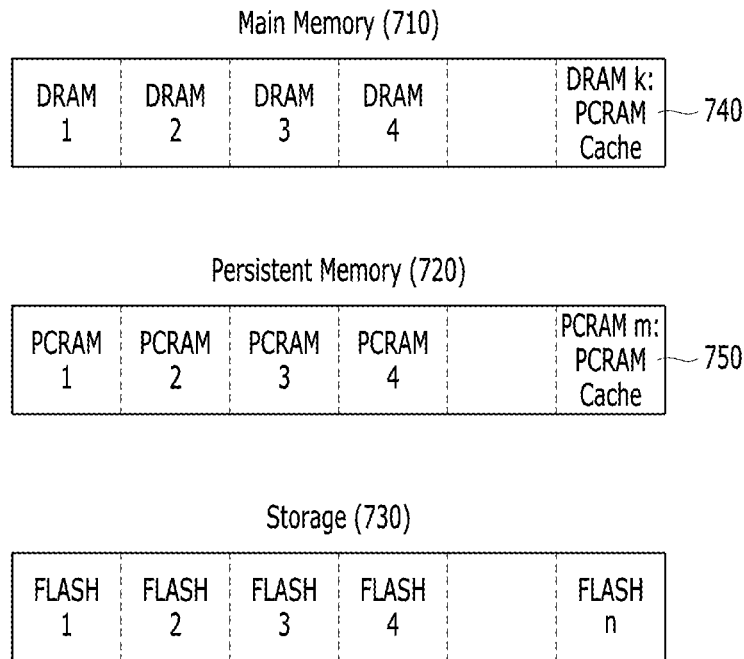 Main Memory (710)
DRAM 1
DRAM 2
DRAM 3
DRAM 4
DRAM k:
PCRAM
Cache
740
Persistent Memory (720)
PCRAM 1
PCRAM 2
PCRAM 3
PCRAM 4
PCRAM m:
PCRAM
Cache
750
Storage (730)
FLASH 1
FLASH 2
FLASH 3
FLASH 4
FLASH n